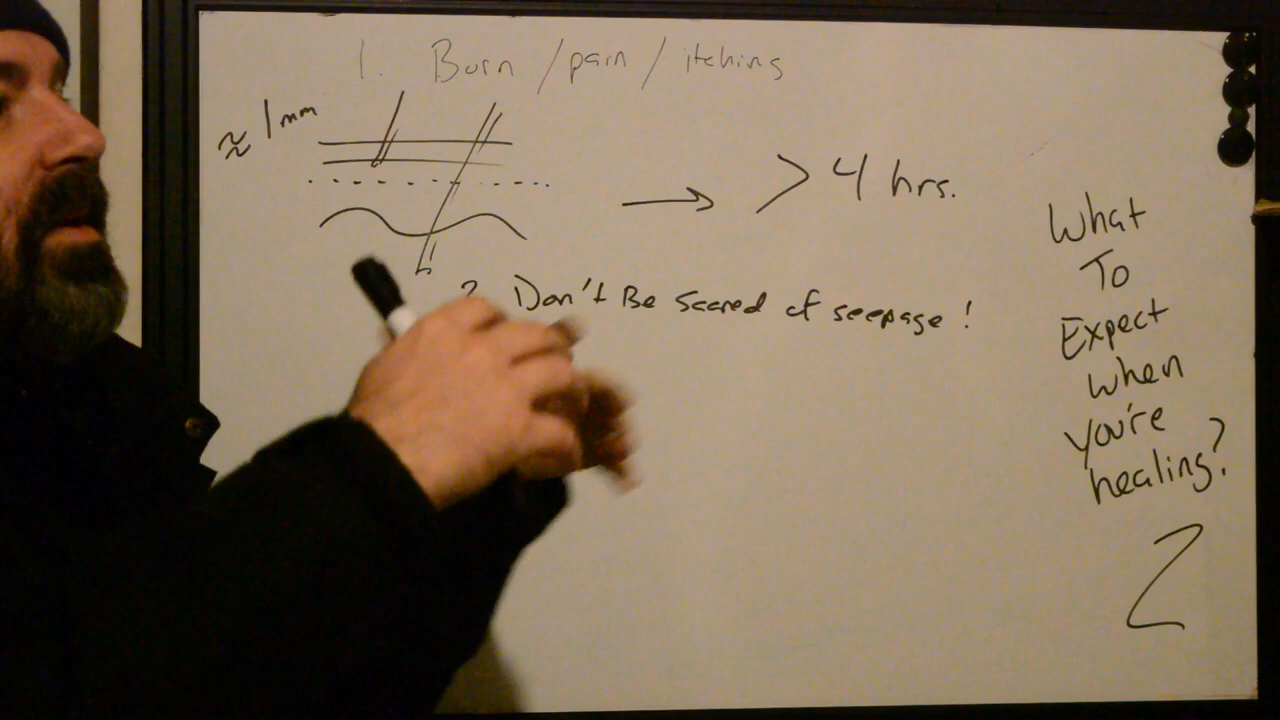 1. Burn / pain / itching
≈ 1mm
> 4 hrs.
2 Don't Be Scared of seepage !
What
To
Expect
when
you're
healing?
2